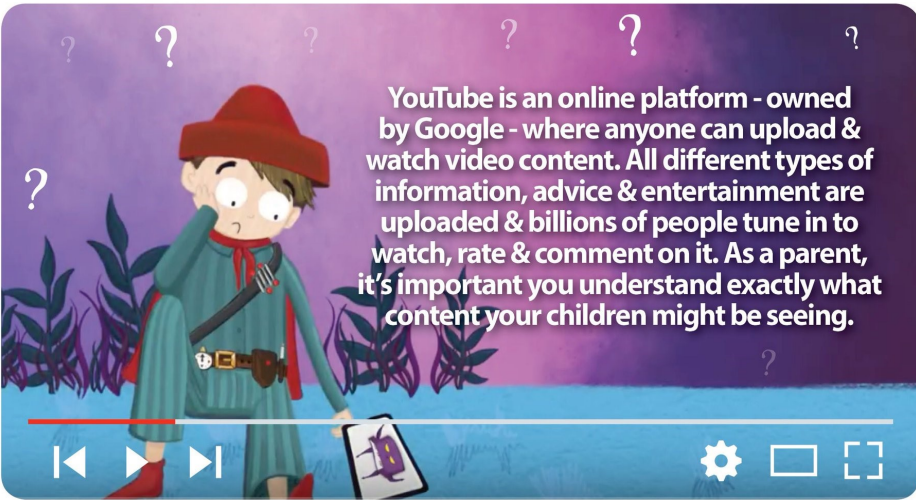 YouTube is an online platform - owned
by Google - where anyone can upload &
watch video content. All different types of
information, advice & entertainment are
uploaded & billions of people tune in to
watch, rate & comment on it. As a parent,
it's important you understand exactly what
content your children might be seeing.